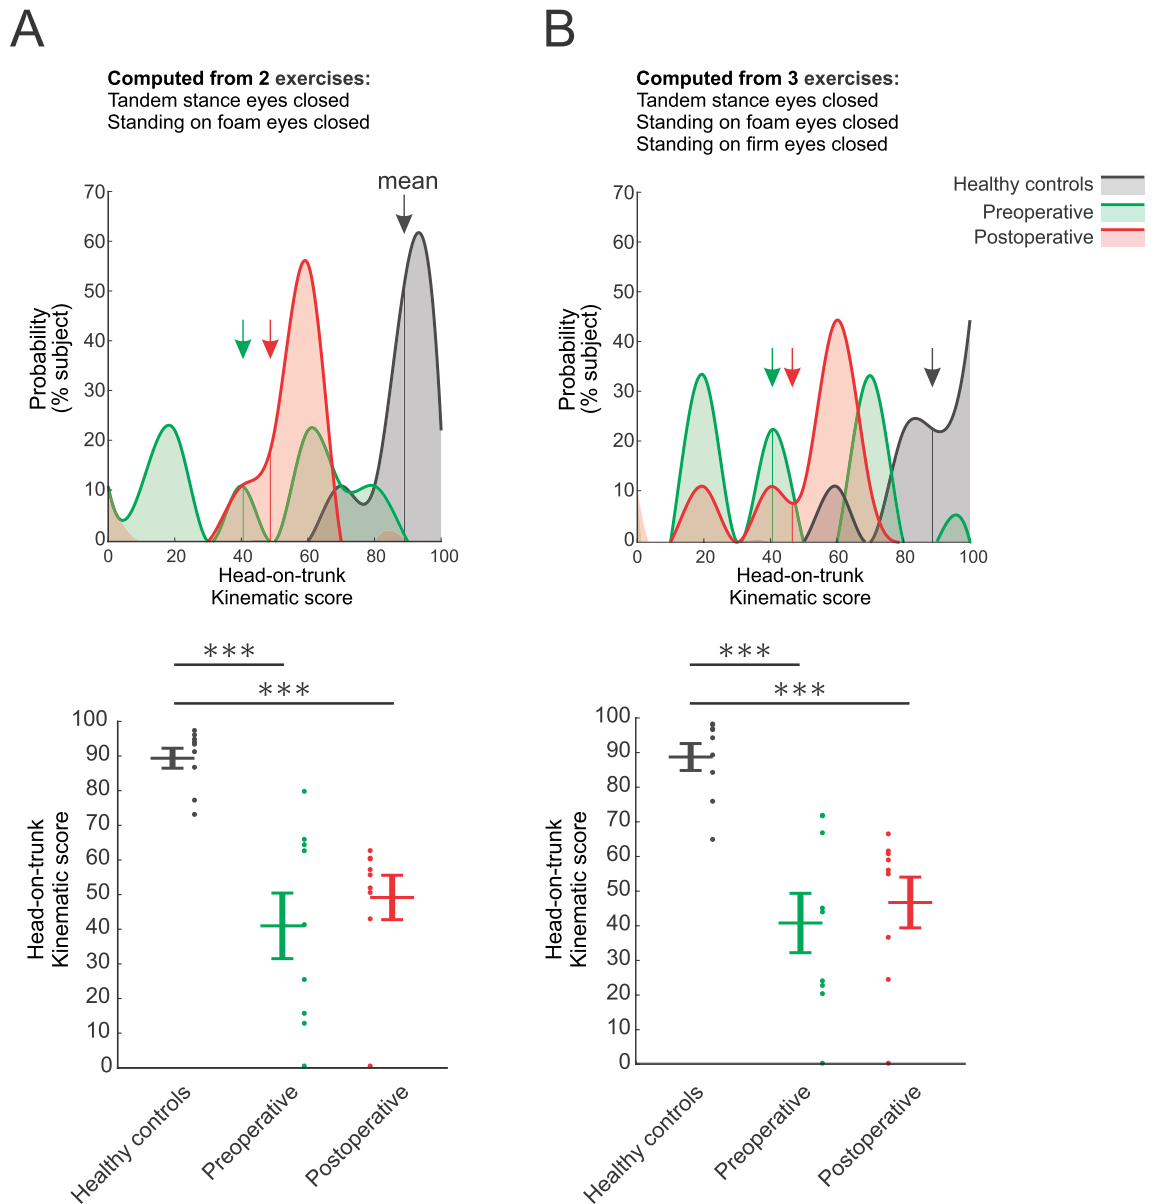 A
Computed from 2 exercises:
Tandem stance eyes closed
Standing on foam eyes closed
mean
70
60
50
40
30
20
10
0
Probability
(% subject)
0 20 40 60 80 100
Head-on-trunk
Kinematic score
B
Computed from 3 exercises:
Tandem stance eyes closed
Standing on foam eyes closed
Standing on firm eyes closed
Healthy controls
Preoperative
Postoperative
70
60
50
40
30
20
10
0
Probability
(% subject)
0 20 40 60 80 100
Head-on-trunk
Kinematic score
***
***
100
90
80
70
60
50
40
30
20
10
0
Head-on-trunk
Kinematic score
Healthy controls
Preoperative
Postoperative
***
***
100
90
80
70
60
50
40
30
20
10
0
Head-on-trunk
Kinematic score
Healthy controls
Preoperative
Postoperative